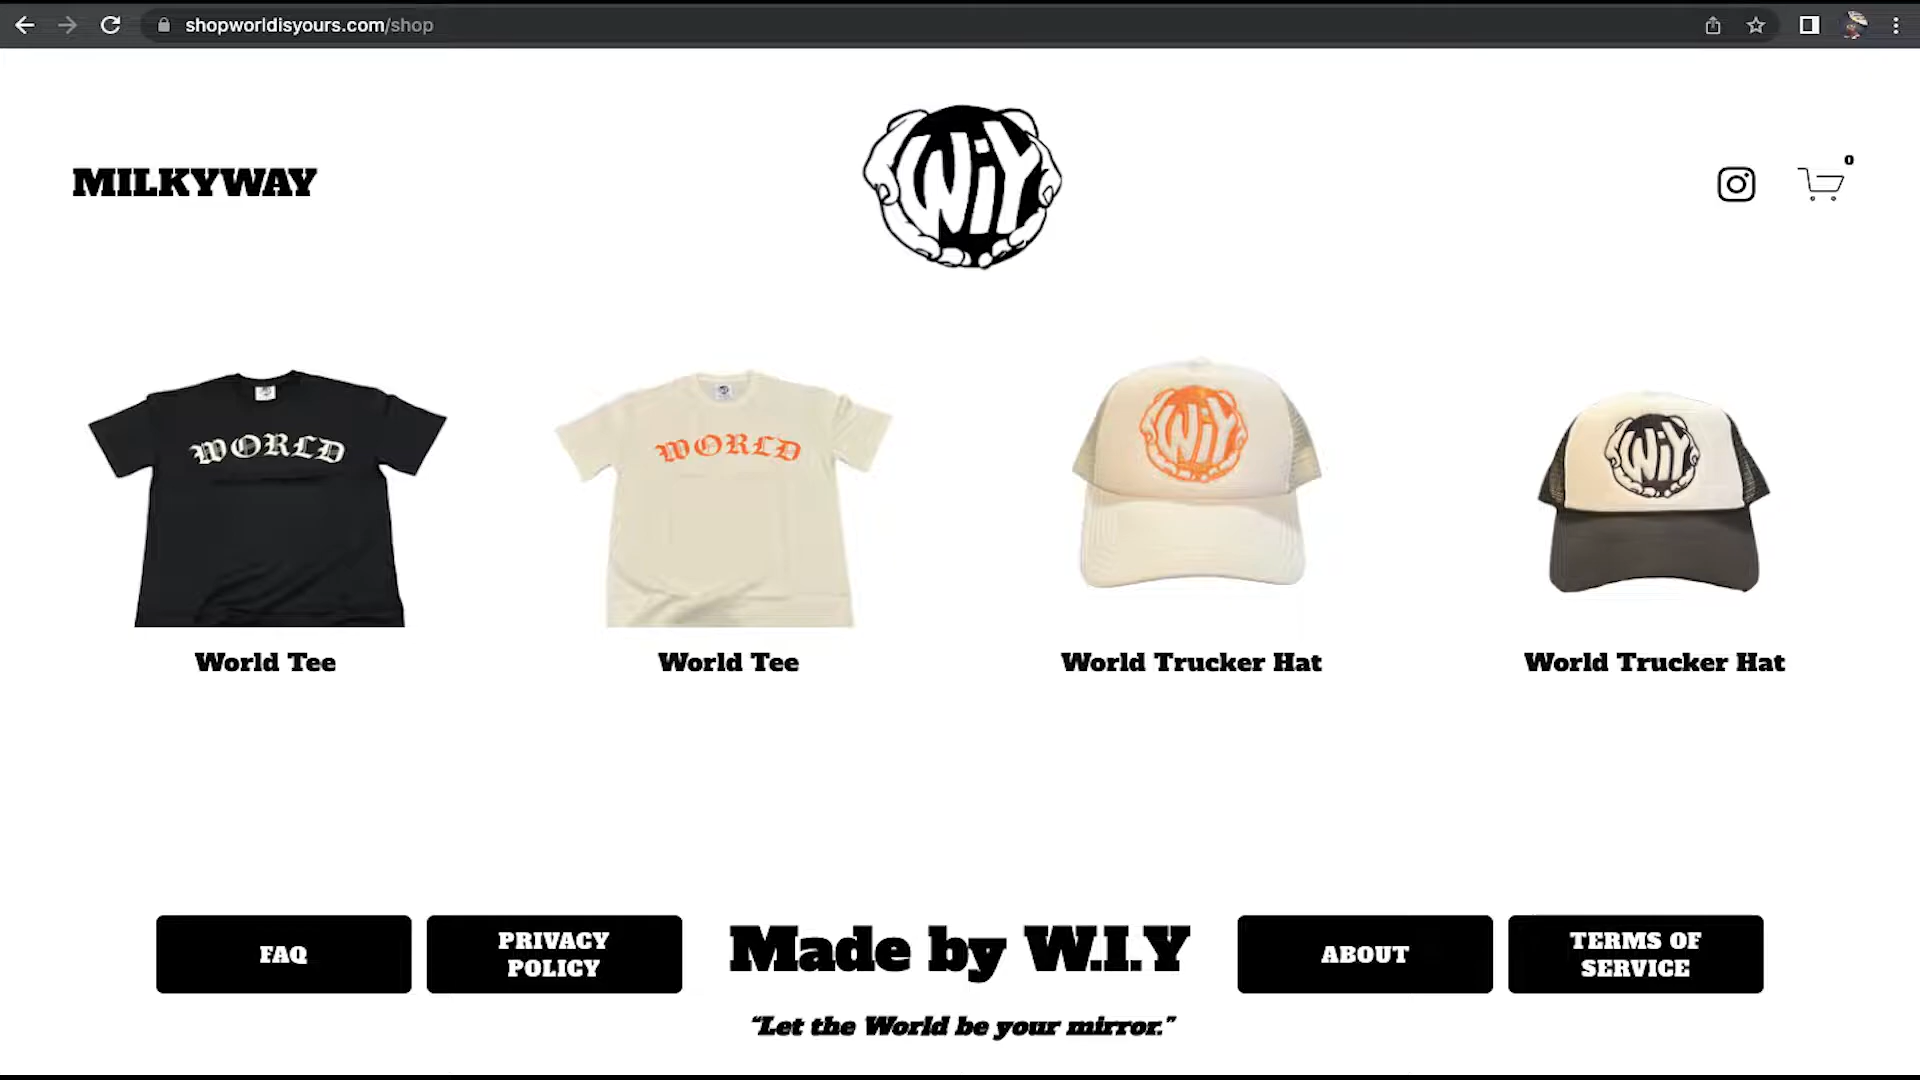 shopworldisyours.com/shop
MILKYWAY
WiY
0
WORLD
WORLD
WiY
WiY
World Tee
World Tee
World Trucker Hat
World Trucker Hat
FAQ
PRIVACY
POLICY
Made by W.I.Y
"Let the World be your mirror."
ABOUT
TERMS OF
SERVICE